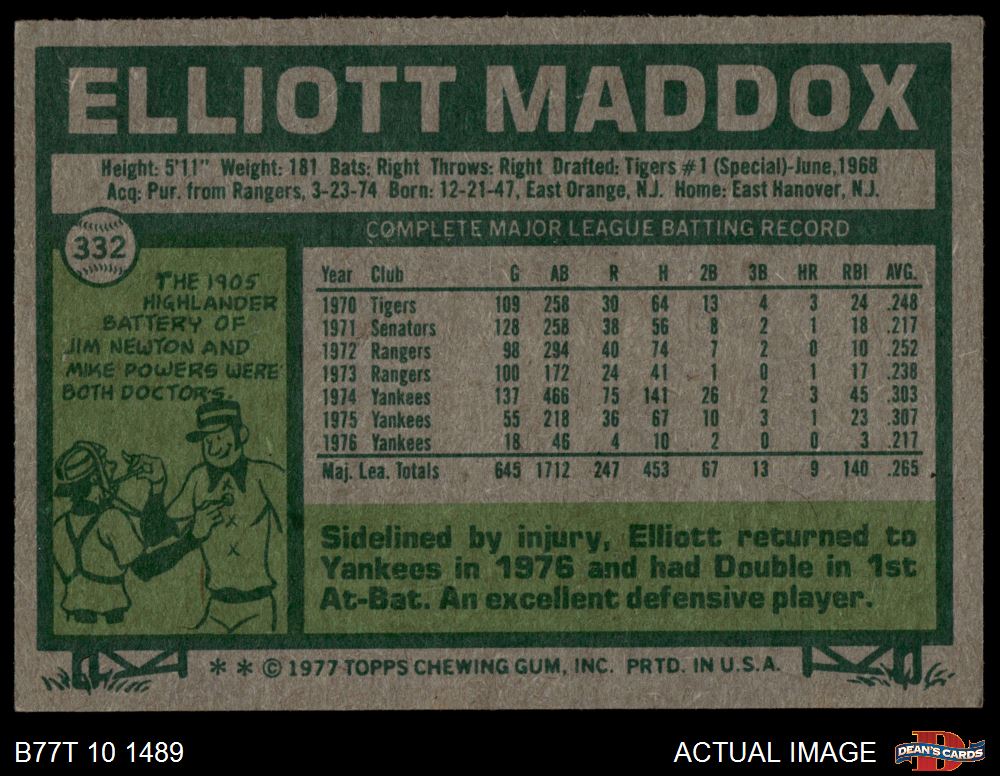 ELLIOTT MADDOX
Height: 5'11" Weight: 181 Bats: Right Throws: Right Drafted: Tigers #1 (Special)-June,1968
Acq: Pur. from Rangers, 3-23-74 Born: 12-21-47, East Orange, N.J. Home: East Hanover, N.J.
332
COMPLETE MAJOR LEAGUE BATTING RECORD
THE 1905
HIGHLANDER
BATTERY OF
JIM NEWTON AND
MIKE POWERS WERE
BOTH DOCTORS.
Year Club G AB R H 2B 3B HR RBI AVG.
1970 Tigers 109 258 30 64 13 4 3 24 .248
1971 Senators 128 258 38 56 8 2 1 18 .217
1972 Rangers 98 294 40 74 7 2 0 10 .252
1973 Rangers 100 172 24 41 1 0 1 17 .238
1974 Yankees 137 466 75 141 26 2 3 45 .303
1975 Yankees 55 218 36 67 10 3 1 23 .307
1976 Yankees 18 46 4 10 2 0 0 3 .217
Maj. Lea. Totals 645 1712 247 453 67 13 9 140 .265
Sidelined by injury, Elliott returned to
Yankees in 1976 and had Double in 1st
At-Bat. An excellent defensive player.
* * © 1977 TOPPS CHEWING GUM, INC. PRTD. IN U.S.A.
B77T 10 1489
ACTUAL IMAGE
DEAN'S CARDS